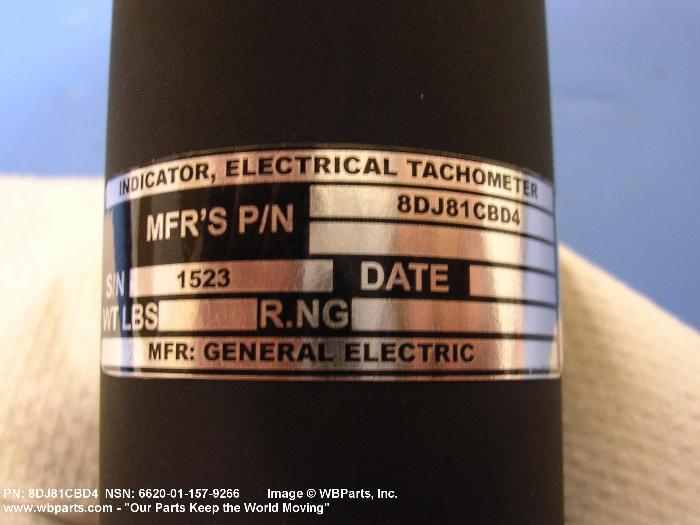 INDICATOR, ELECTRICAL TACHOMETER
MFR'S P/N 8DJ81CBD4
S/N 1523 DATE
WT LBS R.NG
MFR: GENERAL ELECTRIC
PN: 8DJ81CBD4 NSN: 6620-01-157-9266 Image © WBParts, Inc.
www.wbparts.com - "Our Parts Keep the World Moving"